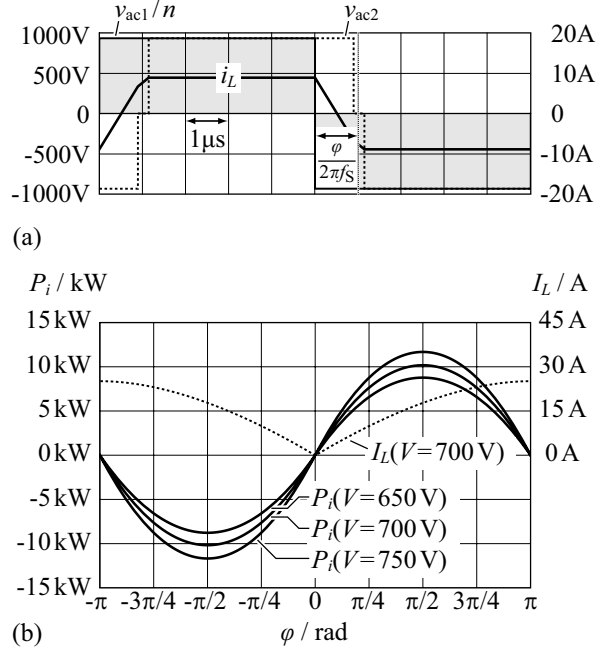 v_ac1/n v_ac2
1000V 20A
500V i_L 10A
0 0
1μs
-500V φ/2πf_S -10A
-1000V -20A
(a)
P_i / kW I_L / A
15 kW 45 A
10 kW 30 A
5 kW 15 A
0 kW I_L(V=700 V) 0 A
-5 kW P_i(V=650 V)
-10 kW P_i(V=700 V)
P_i(V=750 V)
-15 kW
-π -3π/4 -π/2 -π/4 0 π/4 π/2 3π/4 π
(b) φ / rad